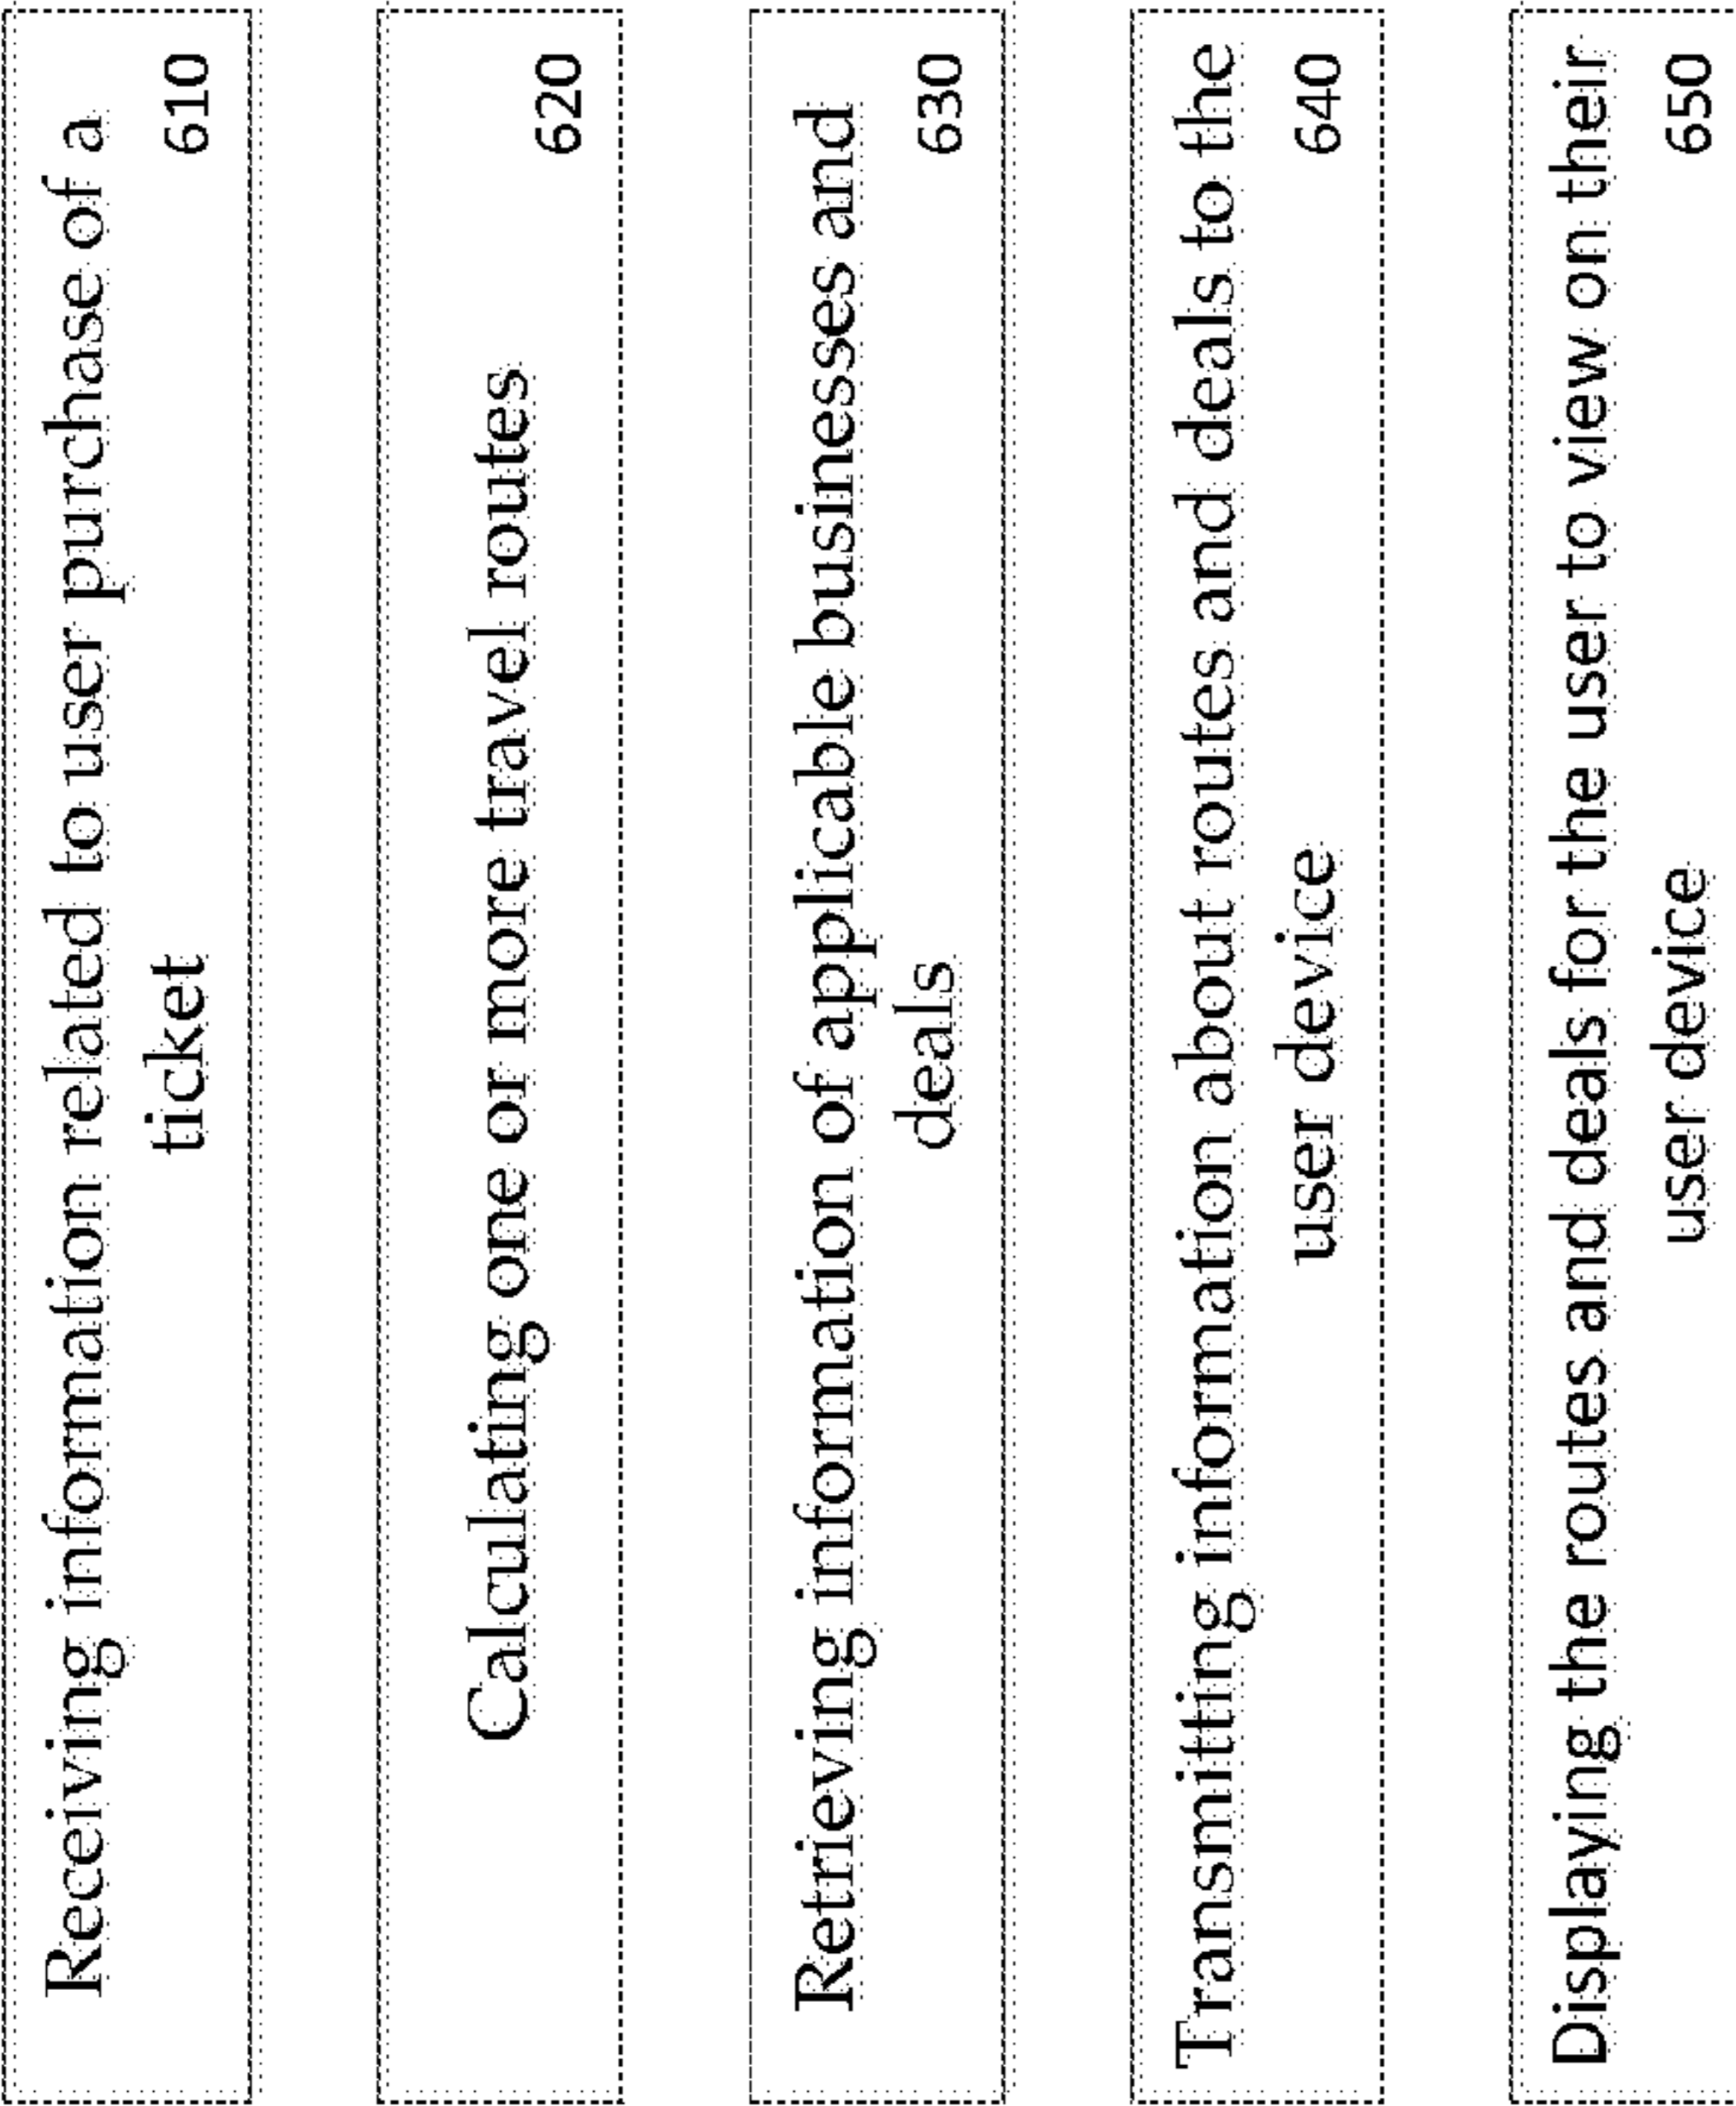 Receiving information related to user purchase of a
ticket
610
Calculating one or more travel routes
620
Retrieving information of applicable businesses and
deals
630
Transmitting information about routes and deals to the
user device
640
Displaying the routes and deals for the user to view on their
user device
650